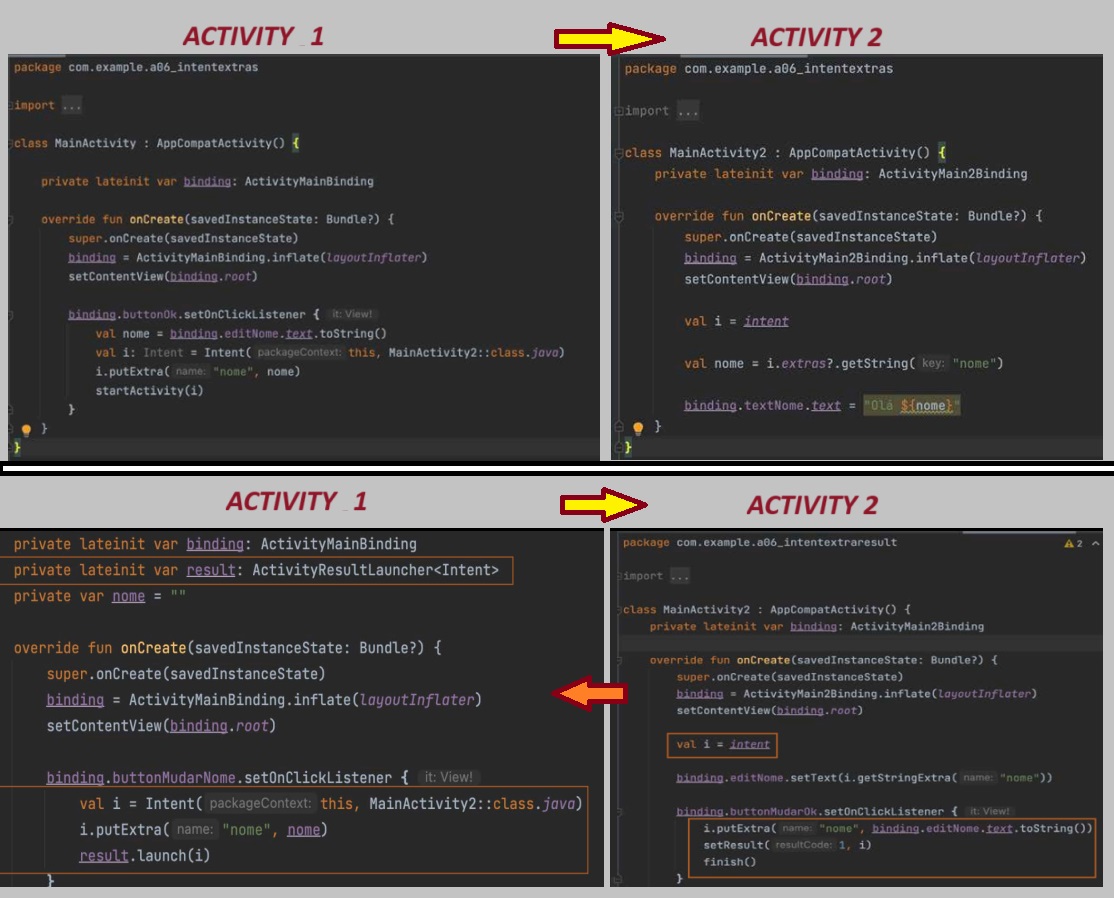 ACTIVITY _ 1
package com.example.a06_intentextras
import ...
class MainActivity : AppCompatActivity() {
private lateinit var binding: ActivityMainBinding
override fun onCreate(savedInstanceState: Bundle?) {
super.onCreate(savedInstanceState)
binding = ActivityMainBinding.inflate(layoutInflater)
setContentView(binding.root)
binding.buttonOk.setOnClickListener { it: View!
val nome = binding.editNome.text.toString()
val i: Intent = Intent( packageContext: this, MainActivity2::class.java)
i.putExtra( name: "nome", nome)
startActivity(i)
}
}
}
ACTIVITY 2
package com.example.a06_intentextras
import ...
class MainActivity2 : AppCompatActivity() {
private lateinit var binding: ActivityMain2Binding
override fun onCreate(savedInstanceState: Bundle?) {
super.onCreate(savedInstanceState)
binding = ActivityMain2Binding.inflate(layoutInflater)
setContentView(binding.root)
val i = intent
val nome = i.extras?.getString( key: "nome")
binding.textNome.text = "Olá ${nome}"
}
}
ACTIVITY _ 1
private lateinit var binding: ActivityMainBinding
private lateinit var result: ActivityResultLauncher<Intent>
private var nome = ""
override fun onCreate(savedInstanceState: Bundle?) {
super.onCreate(savedInstanceState)
binding = ActivityMainBinding.inflate(layoutInflater)
setContentView(binding.root)
binding.buttonMudarNome.setOnClickListener { it: View!
val i = Intent( packageContext: this, MainActivity2::class.java)
i.putExtra( name: "nome", nome)
result.launch(i)
}
ACTIVITY 2
package com.example.a06_intentextraresult
2
import ...
class MainActivity2 : AppCompatActivity() {
private lateinit var binding: ActivityMain2Binding
override fun onCreate(savedInstanceState: Bundle?) {
super.onCreate(savedInstanceState)
binding = ActivityMain2Binding.inflate(layoutInflater)
setContentView(binding.root)
val i = intent
binding.editNome.setText(i.getStringExtra( name: "nome"))
binding.buttonMudarOk.setOnClickListener { it: View!
i.putExtra( name: "nome", binding.editNome.text.toString())
setResult( resultCode: 1, i)
finish()
}